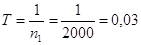 T = 1/n₁ = 1/2000 = 0,03